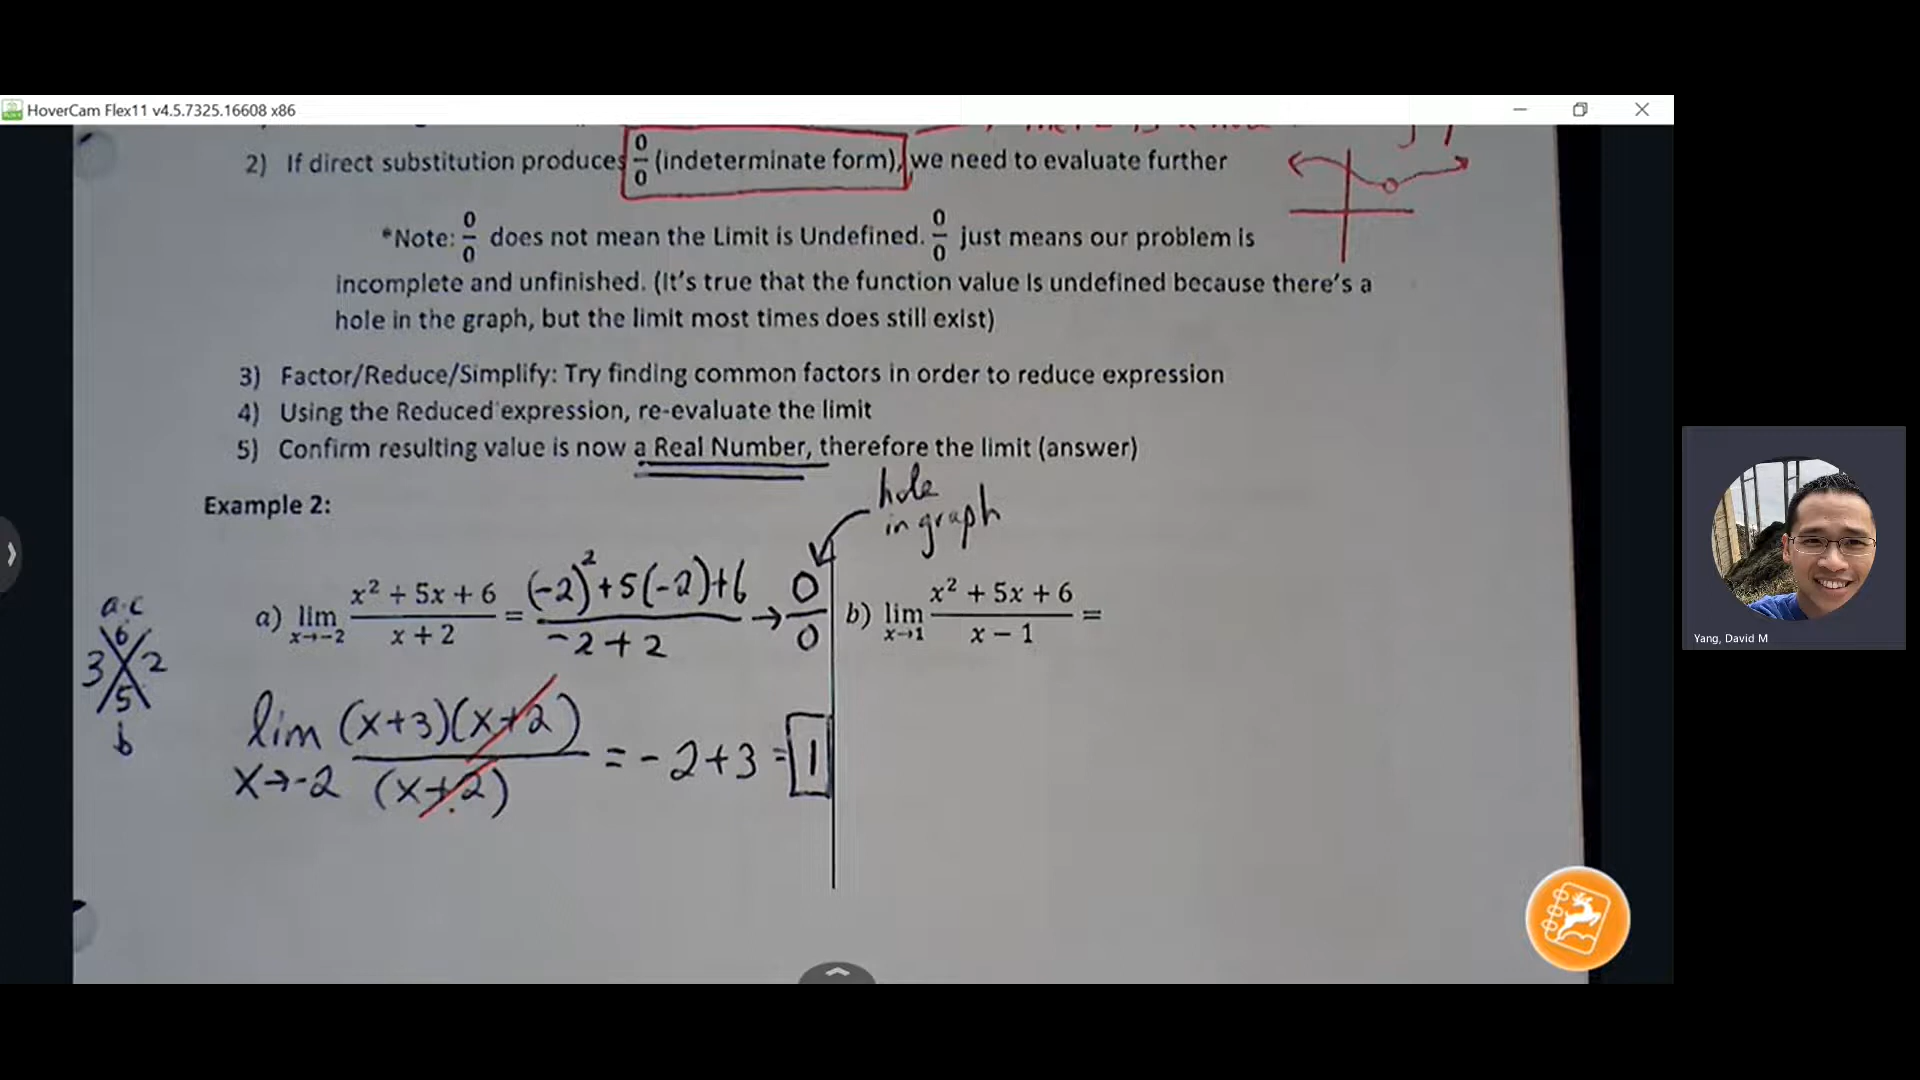 HoverCam Flex11 v4.5.7325.16608 x86
2) If direct substitution produces 0/0 (indeterminate form), we need to evaluate further
*Note: 0/0 does not mean the Limit is Undefined. 0/0 just means our problem is
incomplete and unfinished. (It's true that the function value Is undefined because there's a
hole in the graph, but the limit most times does still exist)
3) Factor/Reduce/Simplify: Try finding common factors in order to reduce expression
4) Using the Reduced expression, re-evaluate the limit
5) Confirm resulting value is now a Real Number, therefore the limit (answer)
hole
in graph
Example 2:
a) lim x→-2 (x² + 5x + 6)/(x + 2) = ((-2)²+5(-2)+6)/(-2+2) → 0/0
b) lim x→1 (x² + 5x + 6)/(x − 1) =
a·c
6
3 2
5
b
lim x→-2 (x+3)(x+2)/(x+2) = -2+3 = 1
Yang, David M